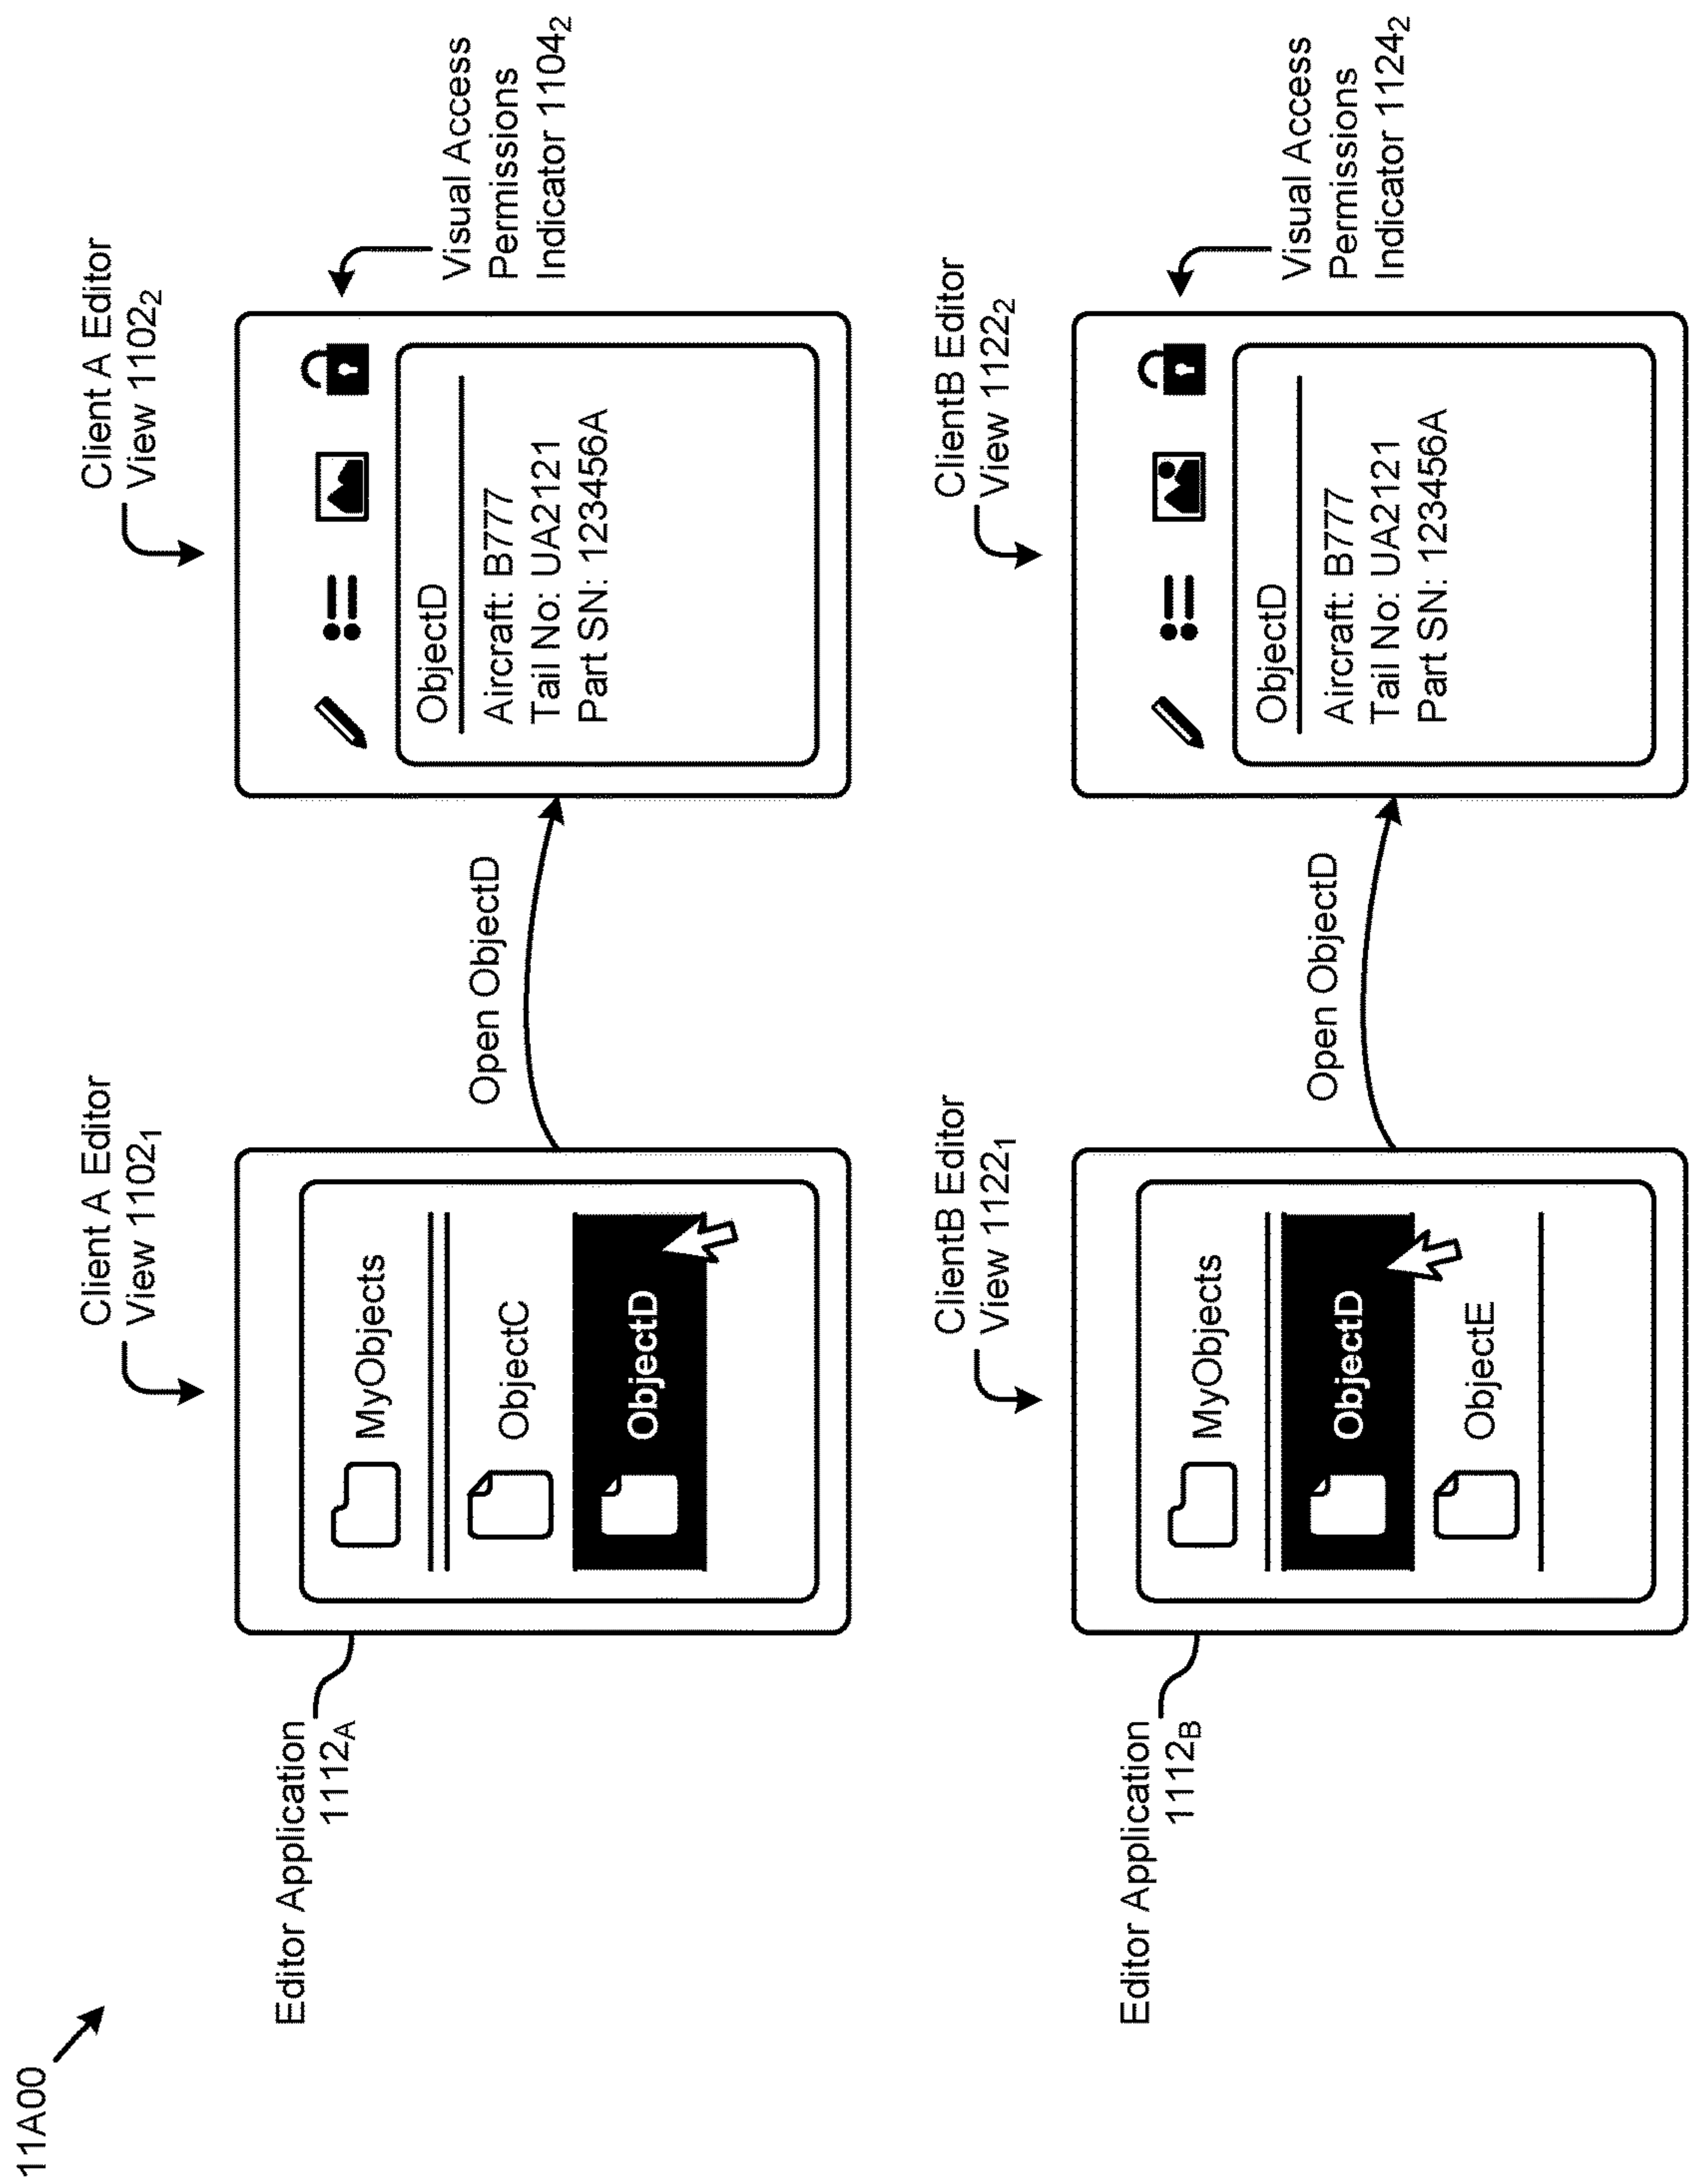 11A00
Client A Editor
View 1102₁
Client A Editor
View 1102₂
Editor Application
1112A
MyObjects
ObjectC
ObjectD
Open ObjectD
ObjectD
Aircraft: B777
Tail No: UA2121
Part SN: 123456A
Visual Access
Permissions
Indicator 1104₂
ClientB Editor
View 1122₁
ClientB Editor
View 1122₂
Editor Application
1112B
MyObjects
ObjectD
ObjectE
Open ObjectD
ObjectD
Aircraft: B777
Tail No: UA2121
Part SN: 123456A
Visual Access
Permissions
Indicator 1124₂